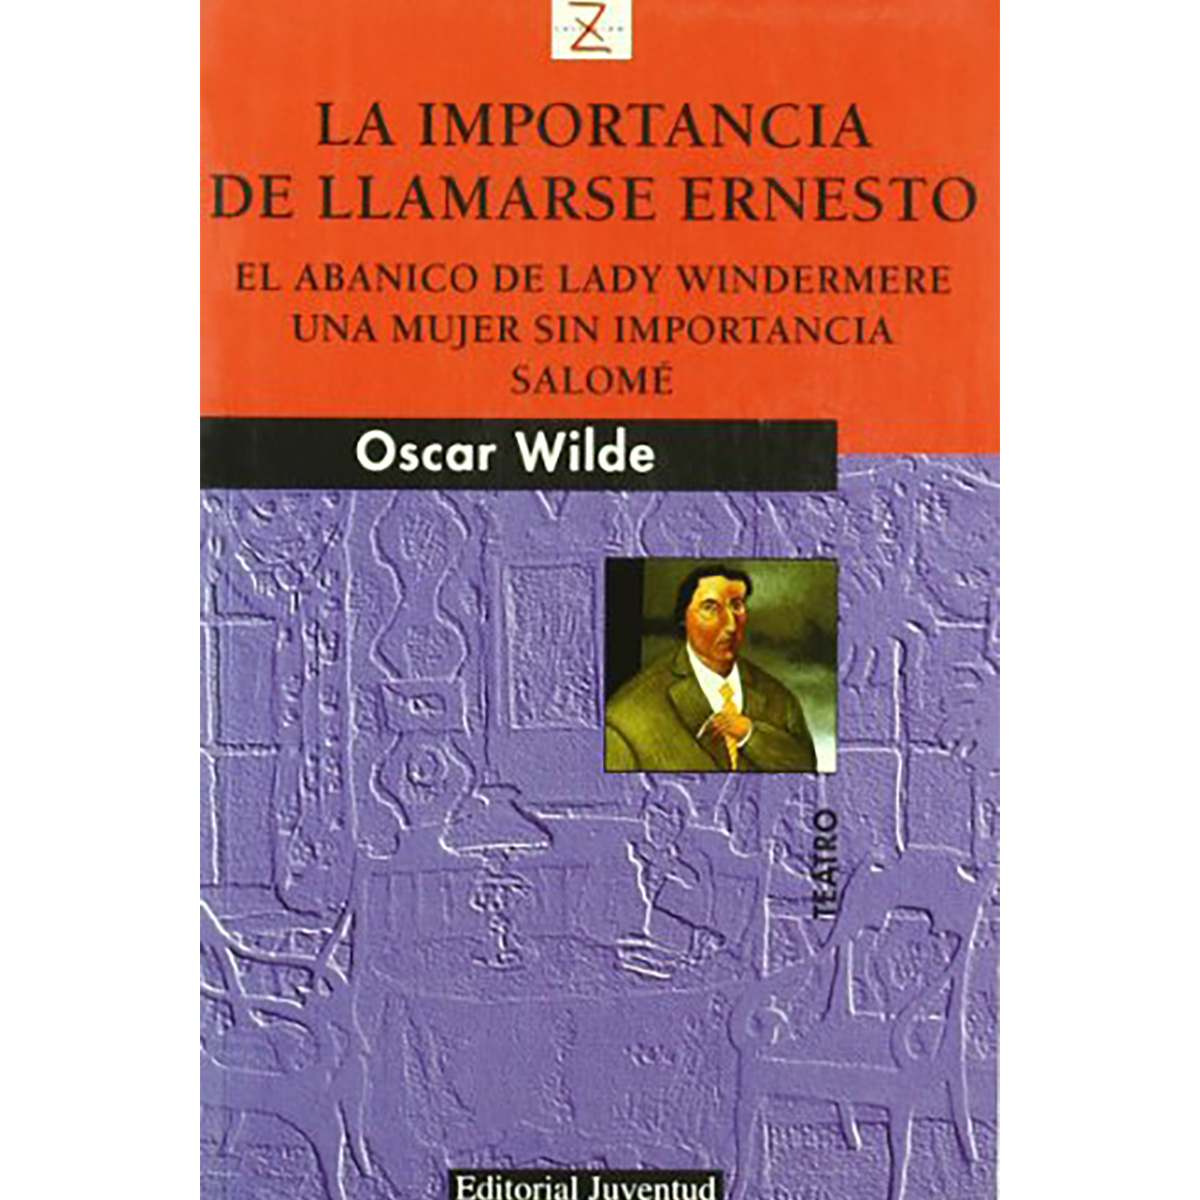 LA IMPORTANCIA
DE LLAMARSE ERNESTO
EL ABANICO DE LADY WINDERMERE
UNA MUJER SIN IMPORTANCIA
SALOMÉ
Oscar Wilde
TEATRO
Editorial Juventud